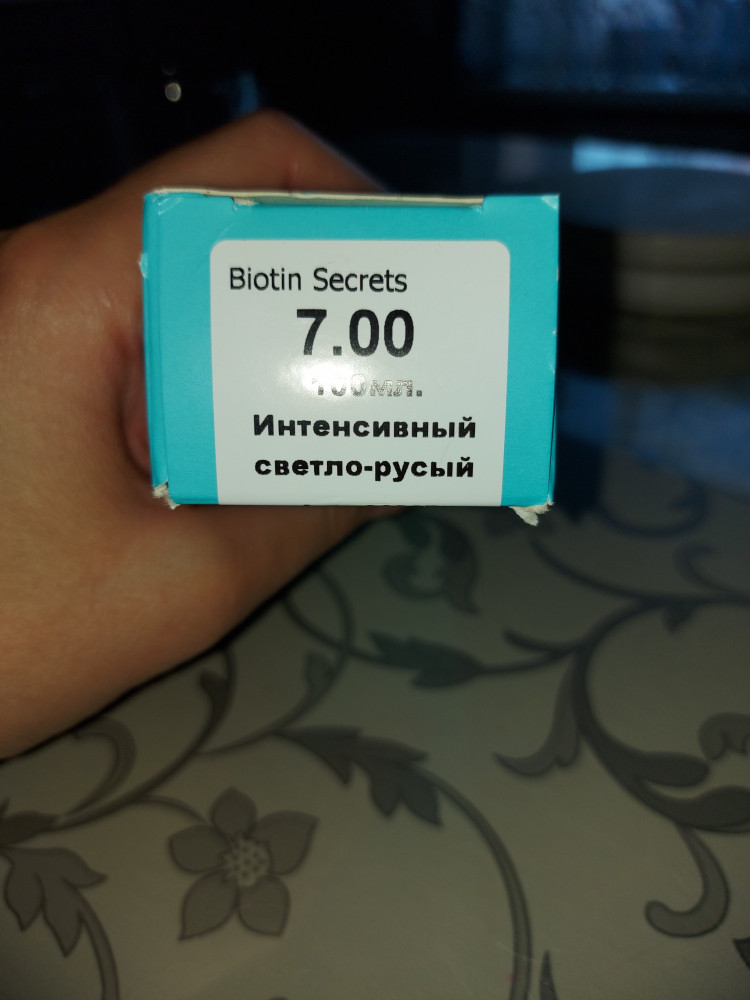 Biotin Secrets
7.00
100мл.
Интенсивный
светло-русый